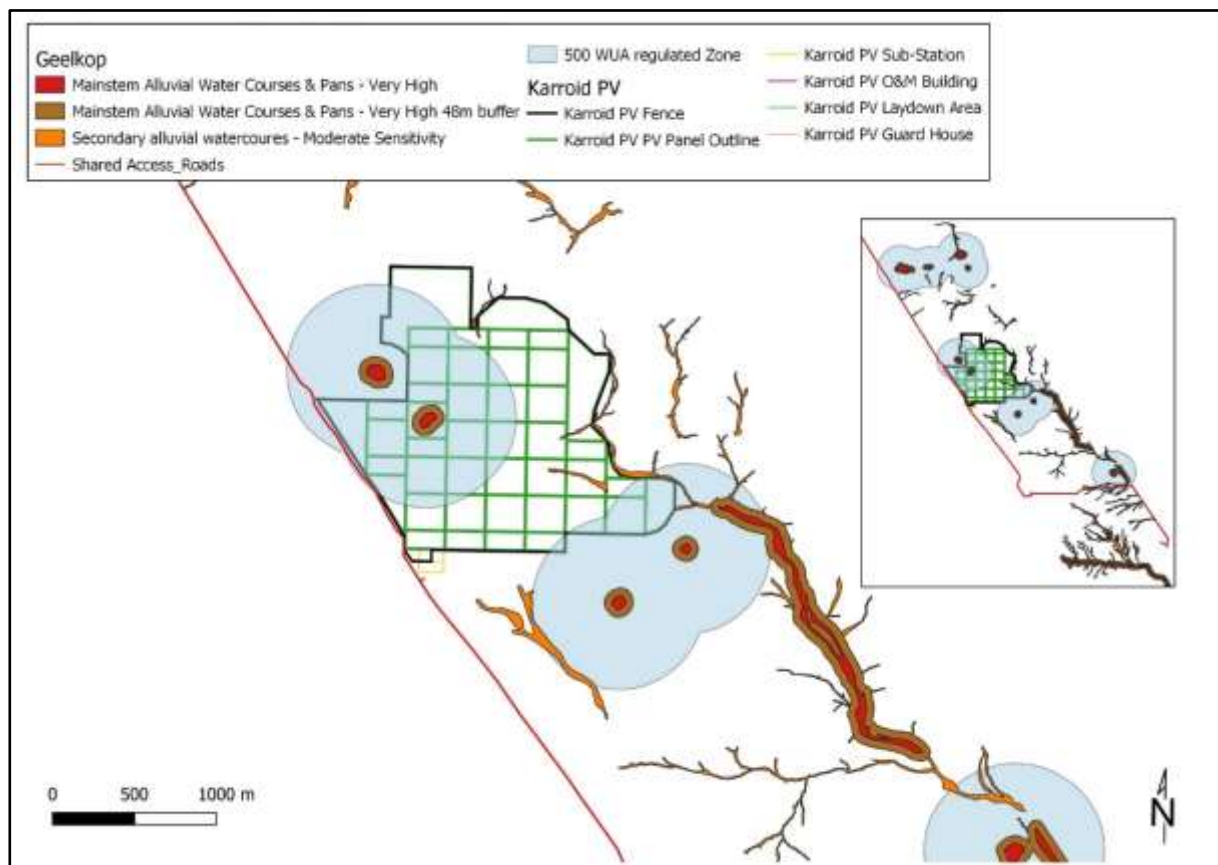 Geelkop
Mainstem Alluvial Water Courses & Pans - Very High
Mainstem Alluvial Water Courses & Pans - Very High 48m buffer
Secondary alluvial watercoures - Moderate Sensitivity
Shared Access_Roads
500 WUA regulated Zone
Karroid PV
Karroid PV Fence
Karroid PV PV Panel Outline
Karroid PV Sub-Station
Karroid PV O&M Building
Karroid PV Laydown Area
Karroid PV Guard House
0 500 1000 m
N